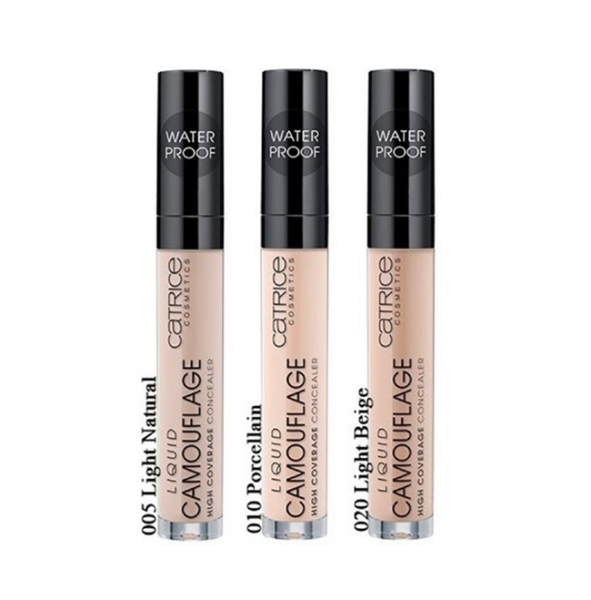 WATER
PROOF
CATRICE
COSMETICS
LIQUID
CAMOUFLAGE
HIGH COVERAGE CONCEALER
005 Light Natural
WATER
PROOF
CATRICE
COSMETICS
LIQUID
CAMOUFLAGE
HIGH COVERAGE CONCEALER
010 Porcellain
WATER
PROOF
CATRICE
COSMETICS
LIQUID
CAMOUFLAGE
HIGH COVERAGE CONCEALER
020 Light Beige